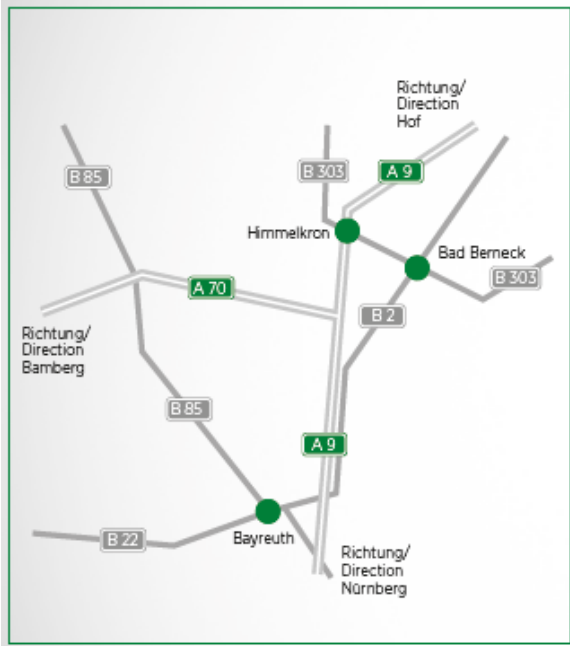 Richtung/
Direction
Hof
B 85
B 303
A 9
Himmelkron
Bad Berneck
B 303
A 70
B 2
Richtung/
Direction
Bamberg
B 85
A 9
Bayreuth
B 22
Richtung/
Direction
Nürnberg